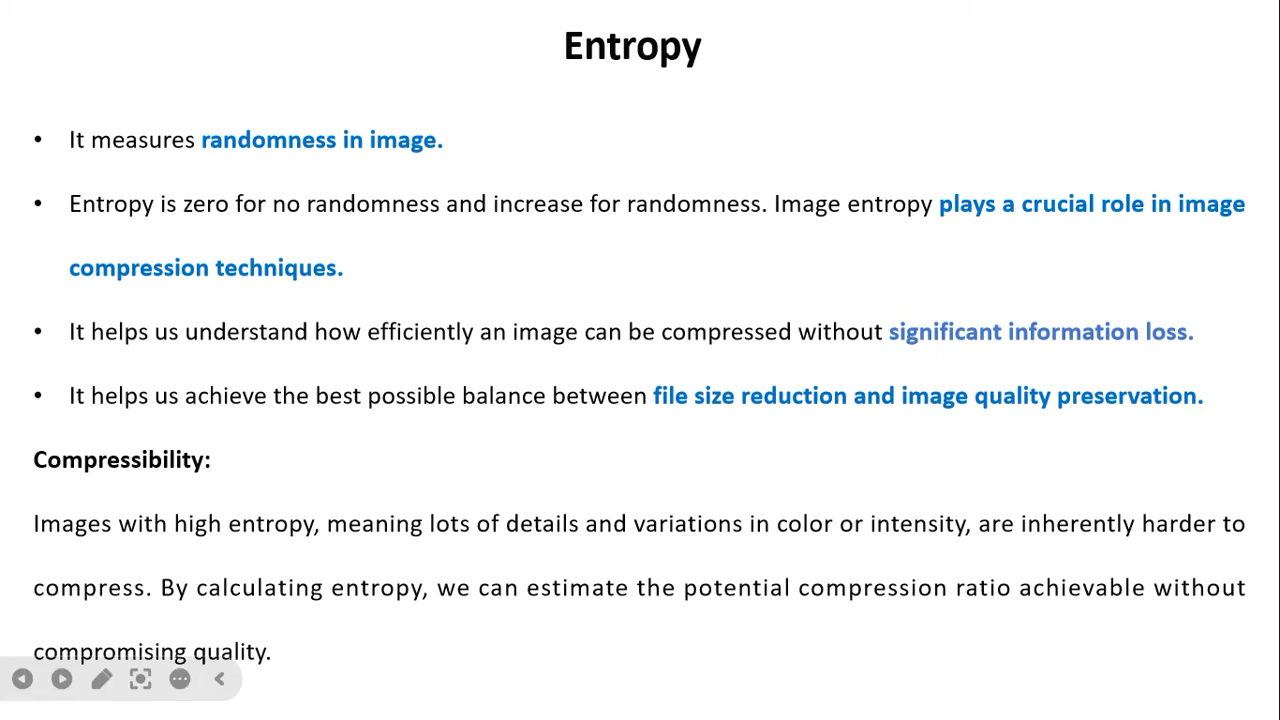 Entropy
• It measures randomness in image.
• Entropy is zero for no randomness and increase for randomness. Image entropy plays a crucial role in image
compression techniques.
• It helps us understand how efficiently an image can be compressed without significant information loss.
• It helps us achieve the best possible balance between file size reduction and image quality preservation.
Compressibility:
Images with high entropy, meaning lots of details and variations in color or intensity, are inherently harder to
compress. By calculating entropy, we can estimate the potential compression ratio achievable without
compromising quality.